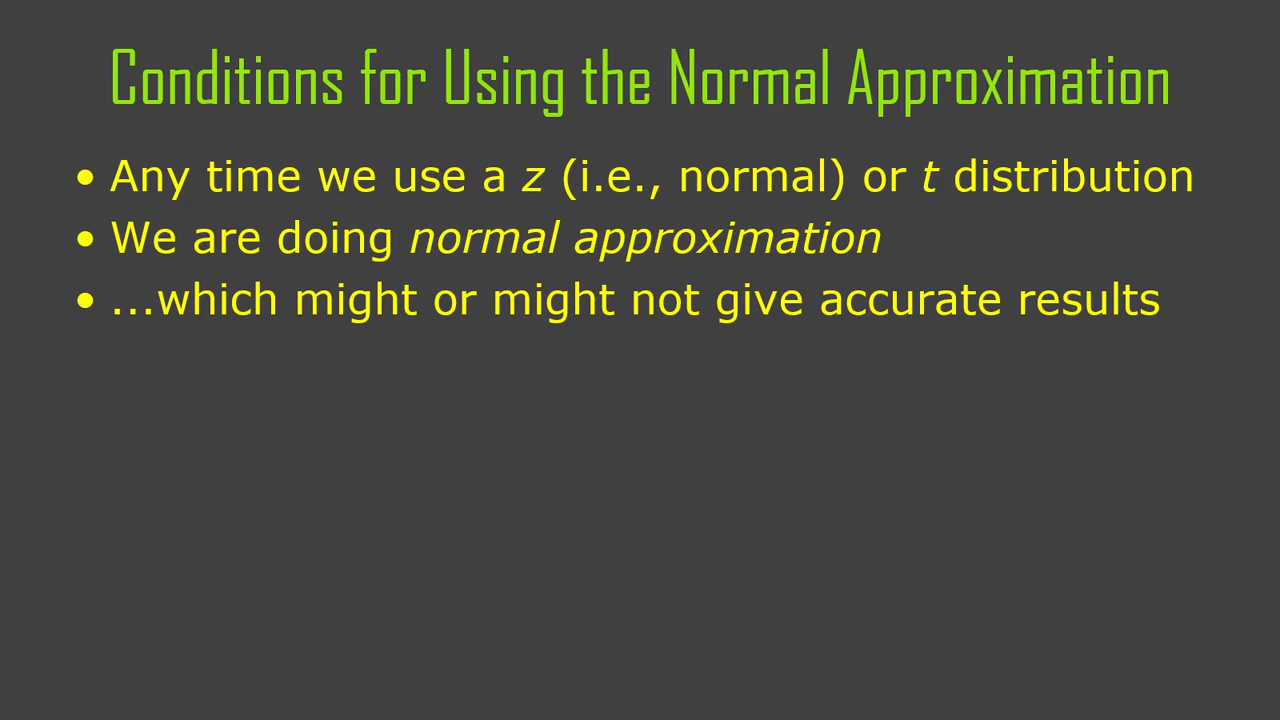 Conditions for Using the Normal Approximation
• Any time we use a z (i.e., normal) or t distribution
• We are doing normal approximation
• ...which might or might not give accurate results